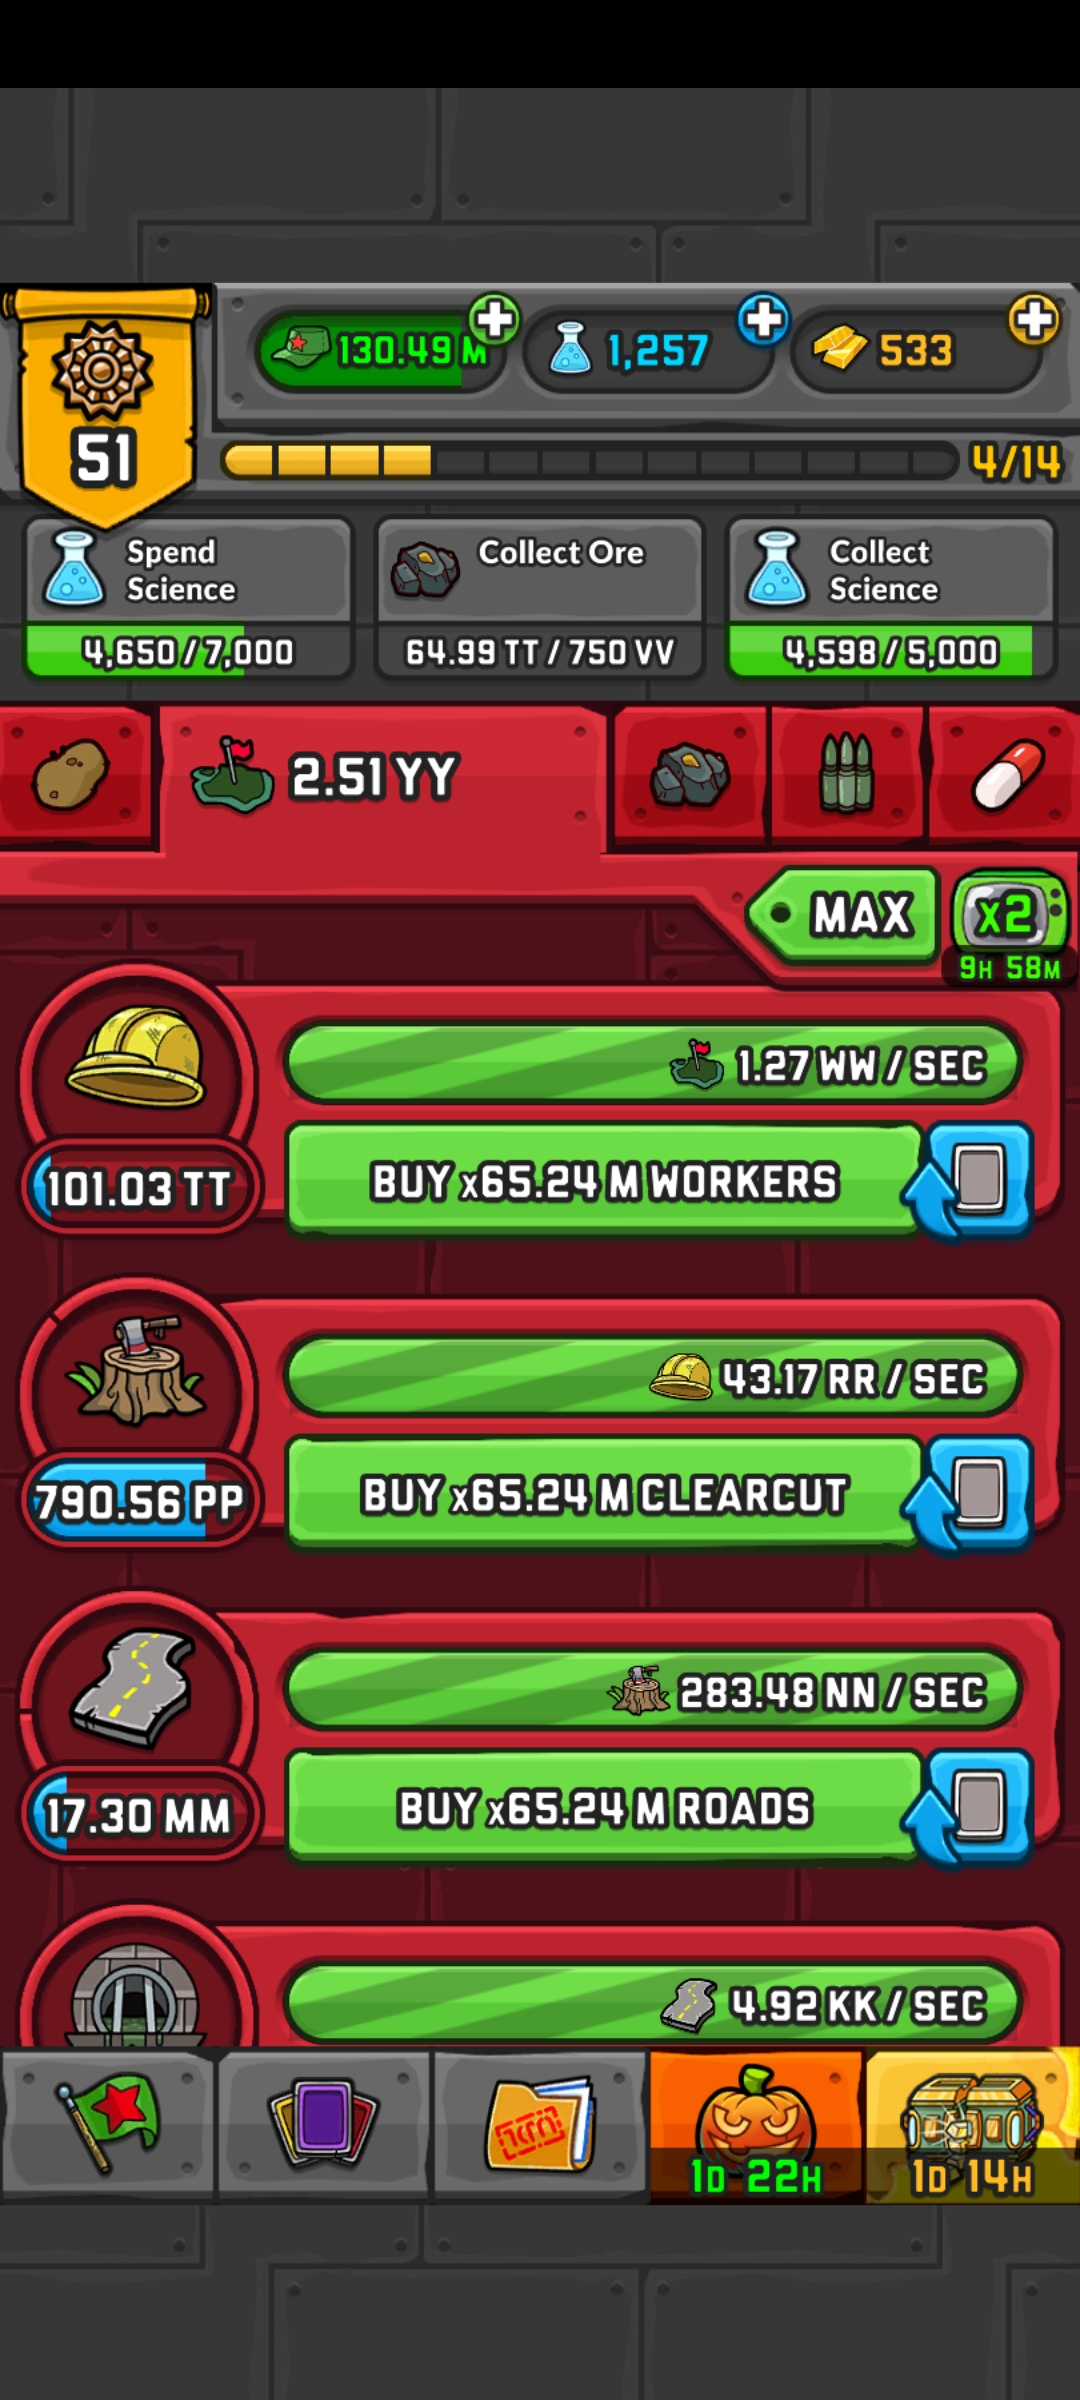 51
130.49 M
1,257
533
4/14
Spend
Science
4,650/7,000
Collect Ore
64.99 TT/750 VV
Collect
Science
4,598/5,000
2.51 YY
MAX
x2
9H 58M
1.27 WW/SEC
101.03 TT
BUY x65.24 M WORKERS
43.17 RR/SEC
790.56 PP
BUY x65.24 M CLEARCUT
283.48 NN/SEC
17.30 MM
BUY x65.24 M ROADS
4.92 KK/SEC
1D 22H
1D 14H